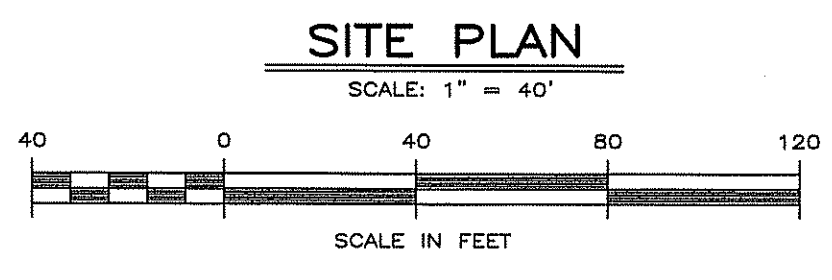 SITE PLAN
SCALE: 1" = 40'
40 0 40 80 120
SCALE IN FEET